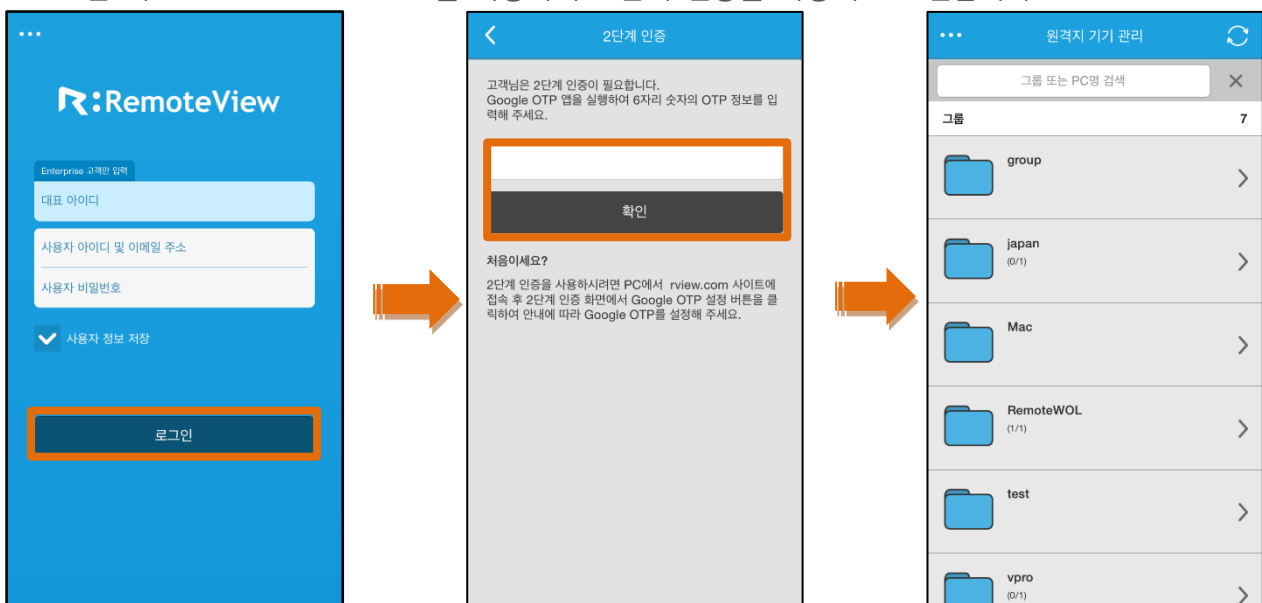 •••
R:RemoteView
Enterprise 고객만 입력
대표 아이디
사용자 아이디 및 이메일 주소
사용자 비밀번호
사용자 정보 저장
로그인
2단계 인증
고객님은 2단계 인증이 필요합니다.
Google OTP 앱을 실행하여 6자리 숫자의 OTP 정보를 입
력해 주세요.
확인
처음이세요?
2단계 인증을 사용하시려면 PC에서 rview.com 사이트에
접속 후 2단계 인증 화면에서 Google OTP 설정 버튼을 클
릭하여 안내에 따라 Google OTP를 설정해 주세요.
••• 원격지 기기 관리
그룹 또는 PC명 검색
그룹 7
group
japan
(0/1)
Mac
RemoteWOL
(1/1)
test
vpro
(0/1)